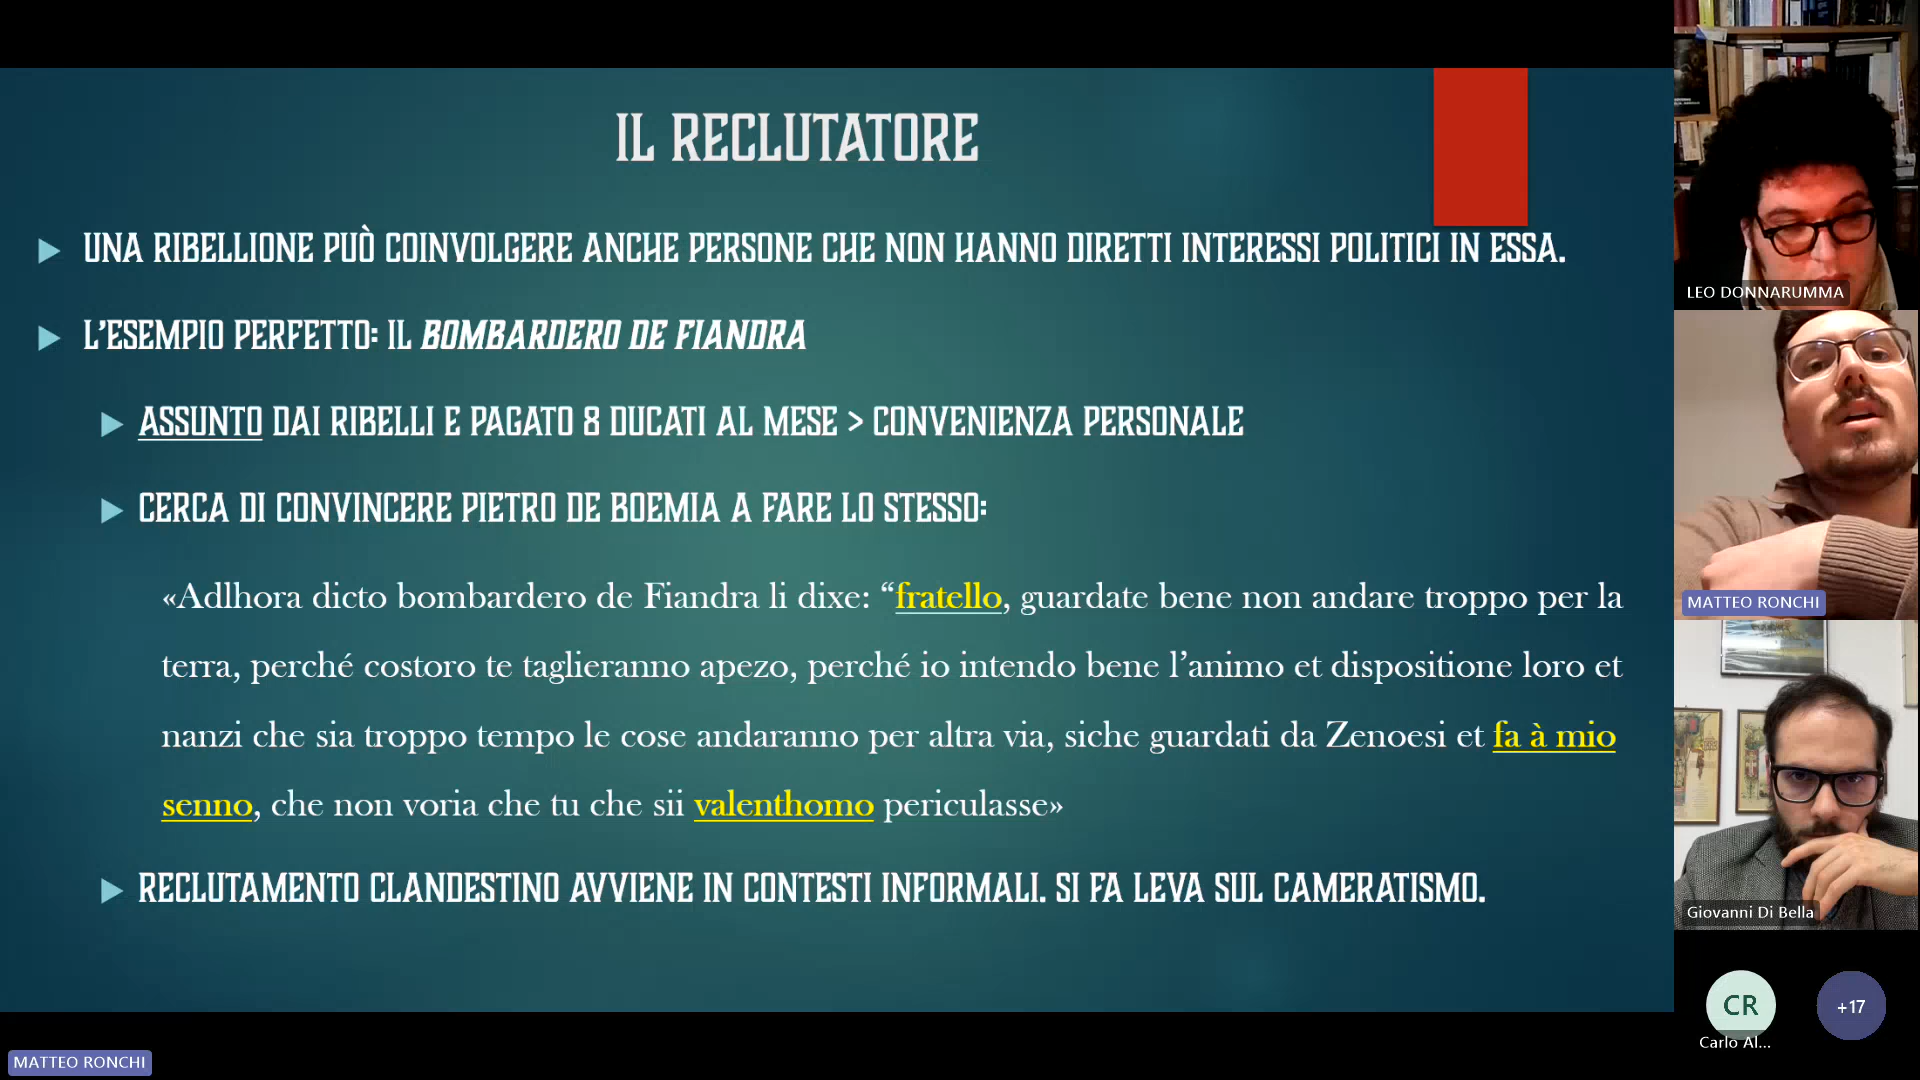 IL RECLUTATORE
UNA RIBELLIONE PUÒ COINVOLGERE ANCHE PERSONE CHE NON HANNO DIRETTI INTERESSI POLITICI IN ESSA.
L'ESEMPIO PERFETTO: IL BOMBARDERO DE FIANDRA
ASSUNTO DAI RIBELLI E PAGATO 8 DUCATI AL MESE > CONVENIENZA PERSONALE
CERCA DI CONVINCERE PIETRO DE BOEMIA A FARE LO STESSO:
«Adlhora dicto bombardero de Fiandra li dixe: “fratello, guardate bene non andare troppo per la
terra, perché costoro te taglieranno apezo, perché io intendo bene l’animo et dispositione loro et
nanzi che sia troppo tempo le cose andaranno per altra via, siche guardati da Zenoesi et fa à mio
senno, che non voria che tu che sii valenthomo periculasse»
RECLUTAMENTO CLANDESTINO AVVIENE IN CONTESTI INFORMALI. SI FA LEVA SUL CAMERATISMO.
LEO DONNARUMMA
MATTEO RONCHI
Giovanni Di Bella
CR
+17
Carlo Al...
MATTEO RONCHI